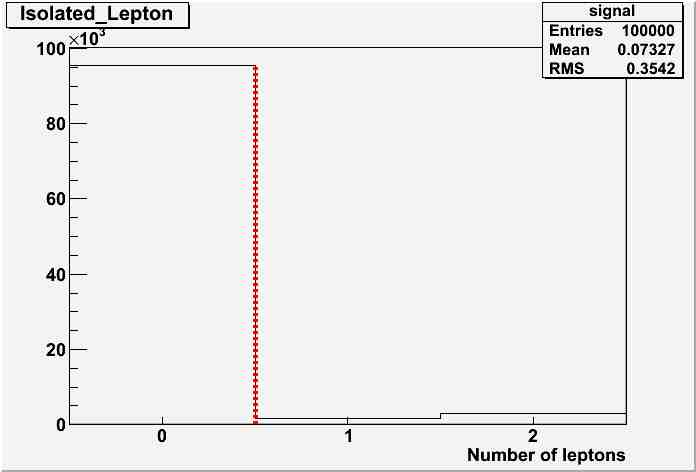 Isolated_Lepton
signal
Entries 100000
Mean 0.07327
RMS 0.3542
×10³
100
80
60
40
20
0
0 1 2
Number of leptons